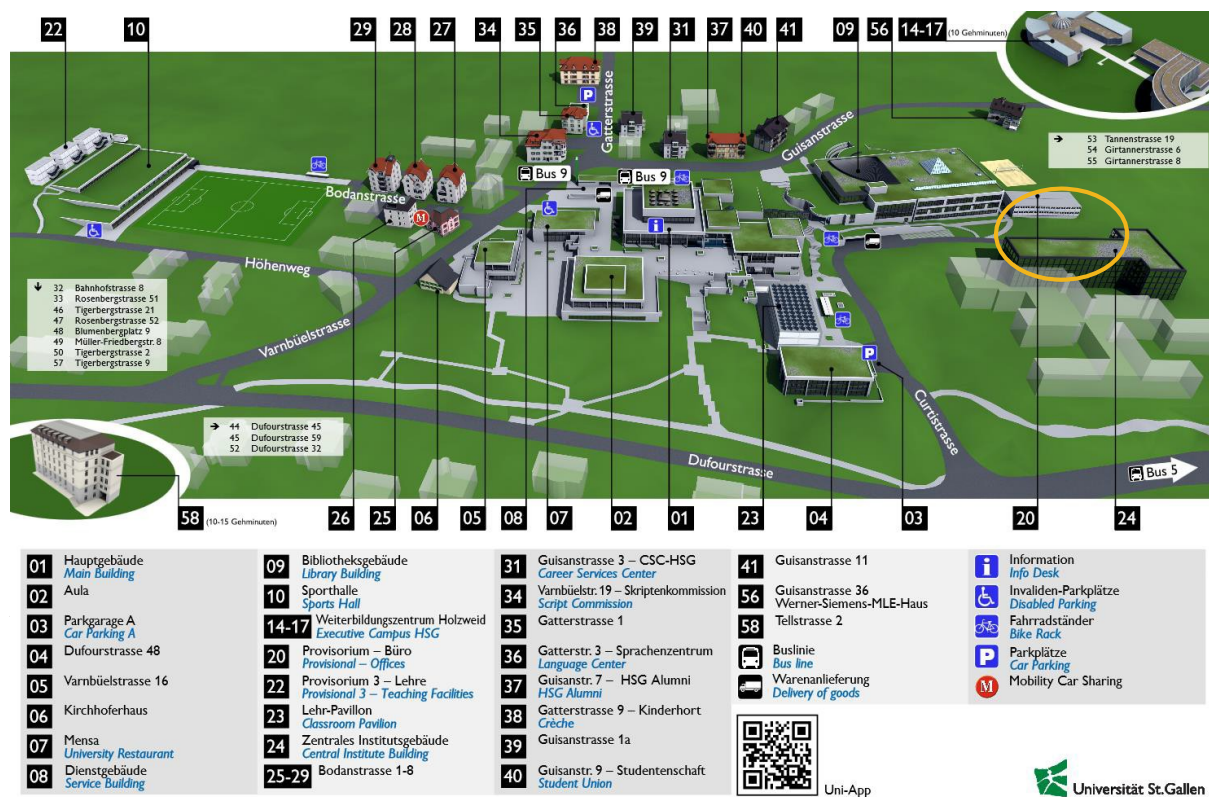 22
10
29
28
27
34
35
36
38
39
31
37
40
41
09
56
14-17 (10 Gehminuten)
Gatterstrasse
Guisanstrasse
→ 53 Tannenstrasse 19
54 Girtannerstrasse 6
55 Girtannerstrasse 8
P
Bus 9
Bus 9
Bodanstrasse
M
i
Höhenweg
↓ 32 Bahnhofstrasse 8
33 Rosenbergstrasse 51
46 Tigerbergstrasse 21
47 Rosenbergstrasse 52
48 Blumenbergplatz 9
49 Müller-Friedbergstr. 8
50 Tigerbergstrasse 2
57 Tigerbergstrasse 9
Varnbüelstrasse
P
Curtistrasse
→ 44 Dufourstrasse 45
45 Dufourstrasse 59
52 Dufourstrasse 32
Dufourstrasse
Bus 5
58 (10-15 Gehminuten)
26
25
06
05
08
07
02
01
23
04
03
20
24
01 Hauptgebäude
Main Building
02 Aula
03 Parkgarage A
Car Parking A
04 Dufourstrasse 48
05 Varnbüelstrasse 16
06 Kirchhoferhaus
07 Mensa
University Restaurant
08 Dienstgebäude
Service Building
09 Bibliotheksgebäude
Library Building
10 Sporthalle
Sports Hall
14-17 Weiterbildungszentrum Holzweid
Executive Campus HSG
20 Provisorium – Büro
Provisional – Offices
22 Provisorium 3 – Lehre
Provisional 3 – Teaching Facilities
23 Lehr-Pavillon
Classroom Pavilion
24 Zentrales Institutsgebäude
Central Institute Building
25-29 Bodanstrasse 1-8
31 Guisanstrasse 3 – CSC-HSG
Career Services Center
34 Varnbüelstr. 19 – Skriptenkommission
Script Commission
35 Gatterstrasse 1
36 Gatterstr. 3 – Sprachenzentrum
Language Center
37 Guisanstr. 7 – HSG Alumni
HSG Alumni
38 Gatterstrasse 9 – Kinderhort
Crèche
39 Guisanstrasse 1a
40 Guisanstr. 9 – Studentenschaft
Student Union
41 Guisanstrasse 11
56 Guisanstrasse 36
Werner-Siemens-MLE-Haus
58 Tellstrasse 2
Buslinie
Bus line
Warenanlieferung
Delivery of goods
Uni-App
i Information
Info Desk
Invaliden-Parkplätze
Disabled Parking
Fahrradständer
Bike Rack
P Parkplätze
Car Parking
M Mobility Car Sharing
Universität St.Gallen